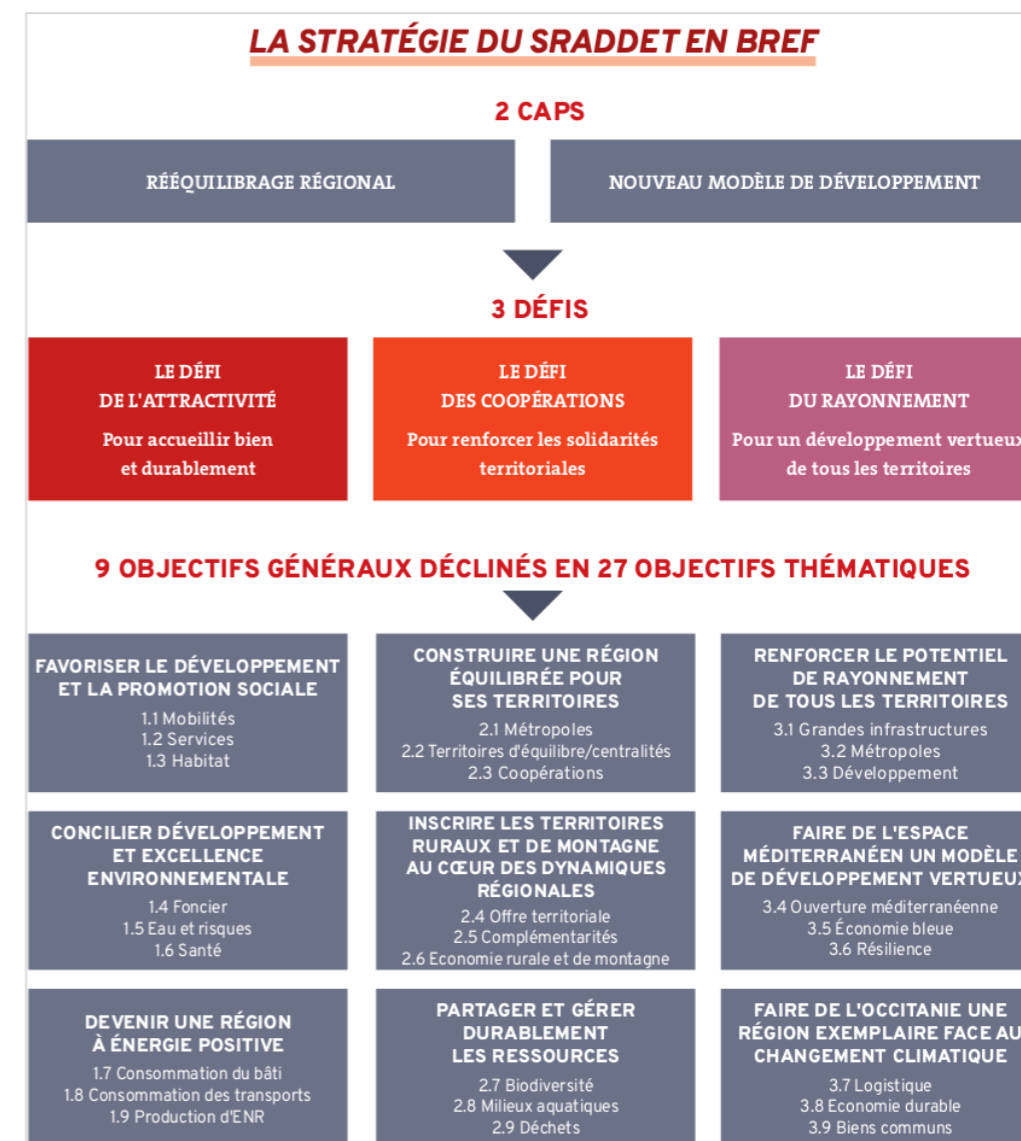 LA STRATÉGIE DU SRADDET EN BREF
2 CAPS
RÉÉQUILIBRAGE RÉGIONAL
NOUVEAU MODÈLE DE DÉVELOPPEMENT
3 DÉFIS
LE DÉFI
DE L'ATTRACTIVITÉ
Pour accueillir bien
et durablement
LE DÉFI
DES COOPÉRATIONS
Pour renforcer les solidarités
territoriales
LE DÉFI
DU RAYONNEMENT
Pour un développement vertueux
de tous les territoires
9 OBJECTIFS GÉNÉRAUX DÉCLINÉS EN 27 OBJECTIFS THÉMATIQUES
FAVORISER LE DÉVELOPPEMENT
ET LA PROMOTION SOCIALE
1.1 Mobilités
1.2 Services
1.3 Habitat
CONSTRUIRE UNE RÉGION
ÉQUILIBRÉE POUR
SES TERRITOIRES
2.1 Métropoles
2.2 Territoires d'équilibre/centralités
2.3 Coopérations
RENFORCER LE POTENTIEL
DE RAYONNEMENT
DE TOUS LES TERRITOIRES
3.1 Grandes infrastructures
3.2 Métropoles
3.3 Développement
CONCILIER DÉVELOPPEMENT
ET EXCELLENCE
ENVIRONNEMENTALE
1.4 Foncier
1.5 Eau et risques
1.6 Santé
INSCRIRE LES TERRITOIRES
RURAUX ET DE MONTAGNE
AU CŒUR DES DYNAMIQUES
RÉGIONALES
2.4 Offre territoriale
2.5 Complémentarités
2.6 Economie rurale et de montagne
FAIRE DE L'ESPACE
MÉDITERRANÉEN UN MODÈLE
DE DÉVELOPPEMENT VERTUEUX
3.4 Ouverture méditerranéenne
3.5 Économie bleue
3.6 Résilience
DEVENIR UNE RÉGION
À ÉNERGIE POSITIVE
1.7 Consommation du bâti
1.8 Consommation des transports
1.9 Production d'ENR
PARTAGER ET GÉRER
DURABLEMENT
LES RESSOURCES
2.7 Biodiversité
2.8 Milieux aquatiques
2.9 Déchets
FAIRE DE L'OCCITANIE UNE
RÉGION EXEMPLAIRE FACE AU
CHANGEMENT CLIMATIQUE
3.7 Logistique
3.8 Economie durable
3.9 Biens communs